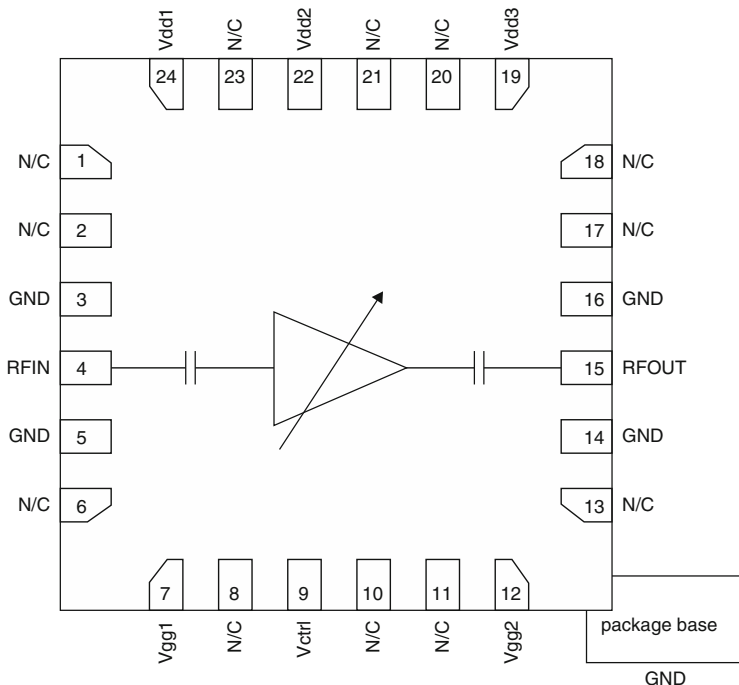 Vdd1 N/C Vdd2 N/C N/C Vdd3
24 23 22 21 20 19
N/C 1 18 N/C
N/C 2 17 N/C
GND 3 16 GND
RFIN 4 15 RFOUT
GND 5 14 GND
N/C 6 13 N/C
7 8 9 10 11 12
Vgg1 N/C Vctrl N/C N/C Vgg2
package base
GND